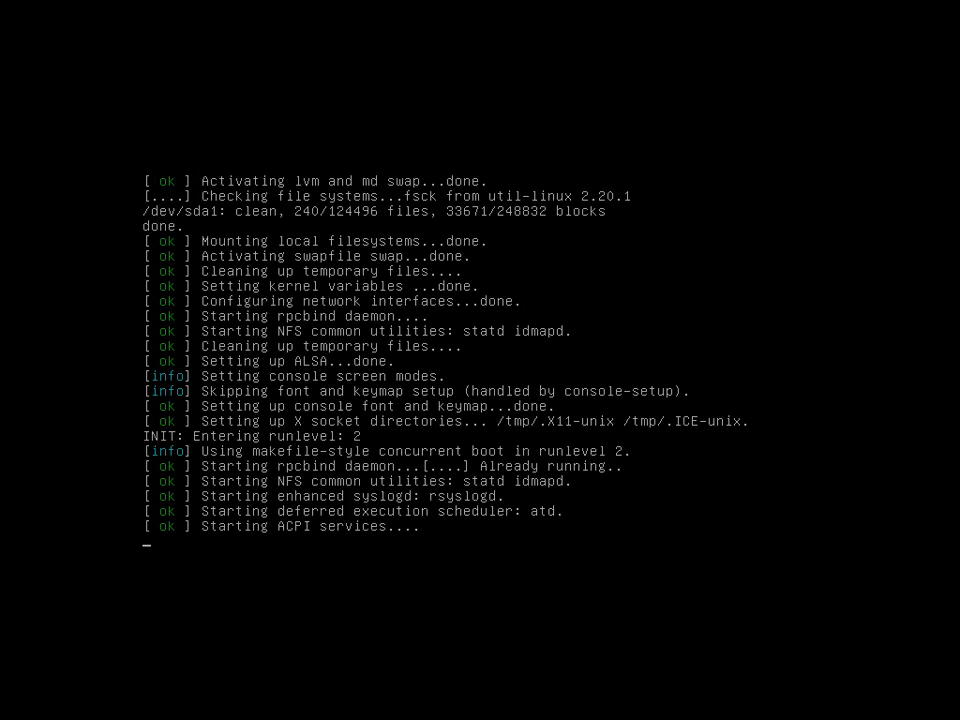 [ ok ] Activating lvm and md swap...done.
[....] Checking file systems...fsck from util-linux 2.20.1
/dev/sda1: clean, 240/124496 files, 33671/248832 blocks
done.
[ ok ] Mounting local filesystems...done.
[ ok ] Activating swapfile swap...done.
[ ok ] Cleaning up temporary files....
[ ok ] Setting kernel variables ...done.
[ ok ] Configuring network interfaces...done.
[ ok ] Starting rpcbind daemon....
[ ok ] Starting NFS common utilities: statd idmapd.
[ ok ] Cleaning up temporary files....
[ ok ] Setting up ALSA...done.
[info] Setting console screen modes.
[info] Skipping font and keymap setup (handled by console-setup).
[ ok ] Setting up console font and keymap...done.
[ ok ] Setting up X socket directories... /tmp/.X11-unix /tmp/.ICE-unix.
INIT: Entering runlevel: 2
[info] Using makefile-style concurrent boot in runlevel 2.
[ ok ] Starting rpcbind daemon...[....] Already running..
[ ok ] Starting NFS common utilities: statd idmapd.
[ ok ] Starting enhanced syslogd: rsyslogd.
[ ok ] Starting deferred execution scheduler: atd.
[ ok ] Starting ACPI services....